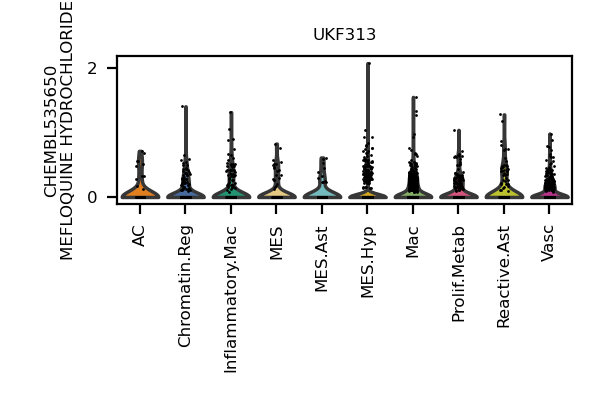 UKF313
CHEMBL535650
MEFLOQUINE HYDROCHLORIDE
2
0
AC
Chromatin.Reg
Inflammatory.Mac
MES
MES.Ast
MES.Hyp
Mac
Prolif.Metab
Reactive.Ast
Vasc